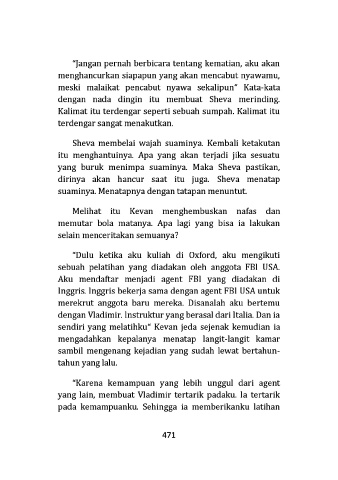 “Jangan pernah berbicara tentang kematian, aku akan
menghancurkan siapapun yang akan mencabut nyawamu,
meski malaikat pencabut nyawa sekalipun” Kata-kata
dengan nada dingin itu membuat Sheva merinding.
Kalimat itu terdengar seperti sebuah sumpah. Kalimat itu
terdengar sangat menakutkan.
Sheva membelai wajah suaminya. Kembali ketakutan
itu menghantuinya. Apa yang akan terjadi jika sesuatu
yang buruk menimpa suaminya. Maka Sheva pastikan,
dirinya akan hancur saat itu juga. Sheva menatap
suaminya. Menatapnya dengan tatapan menuntut.
Melihat itu Kevan menghembuskan nafas dan
memutar bola matanya. Apa lagi yang bisa ia lakukan
selain menceritakan semuanya?
“Dulu ketika aku kuliah di Oxford, aku mengikuti
sebuah pelatihan yang diadakan oleh anggota FBI USA.
Aku mendaftar menjadi agent FBI yang diadakan di
Inggris. Inggris bekerja sama dengan agent FBI USA untuk
merekrut anggota baru mereka. Disanalah aku bertemu
dengan Vladimir. Instruktur yang berasal dari Italia. Dan ia
sendiri yang melatihku” Kevan jeda sejenak kemudian ia
mengadahkan kepalanya menatap langit-langit kamar
sambil mengenang kejadian yang sudah lewat bertahun-
tahun yang lalu.
“Karena kemampuan yang lebih unggul dari agent
yang lain, membuat Vladimir tertarik padaku. Ia tertarik
pada kemampuanku. Sehingga ia memberikanku latihan
471